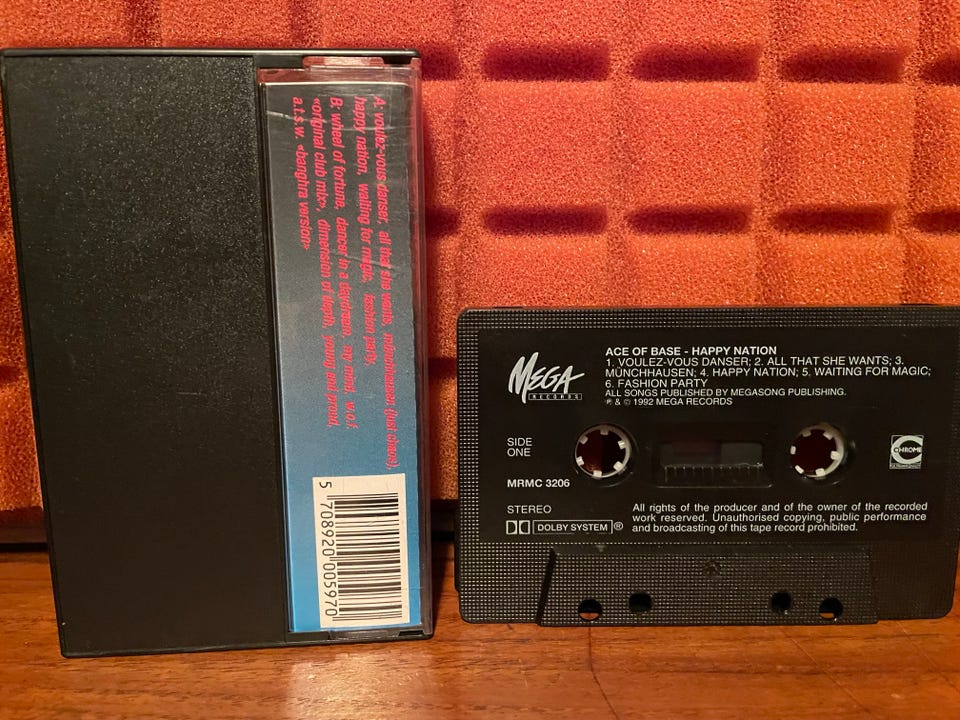 A: voulez-vous danser, all that she wants, münchhausen (just chaos),
happy nation, waiting for magic, fashion party,
B: wheel of fortune, dancer in a daydream, my mind, w.o.f.
«original club mix», dimension of depth, young and proud,
a.t.s.w. «banghra version»
5 708920 005970
MEGA
RECORDS
ACE OF BASE - HAPPY NATION
1. VOULEZ-VOUS DANSER; 2. ALL THAT SHE WANTS; 3.
MÜNCHHAUSEN; 4. HAPPY NATION; 5. WAITING FOR MAGIC;
6. FASHION PARTY
ALL SONGS PUBLISHED BY MEGASONG PUBLISHING.
℗ & © 1992 MEGA RECORDS
SIDE
ONE
MRMC 3206
CHROME
STEREO
DOLBY SYSTEM ®
All rights of the producer and of the owner of the recorded
work reserved. Unauthorised copying, public performance
and broadcasting of this tape record prohibited.